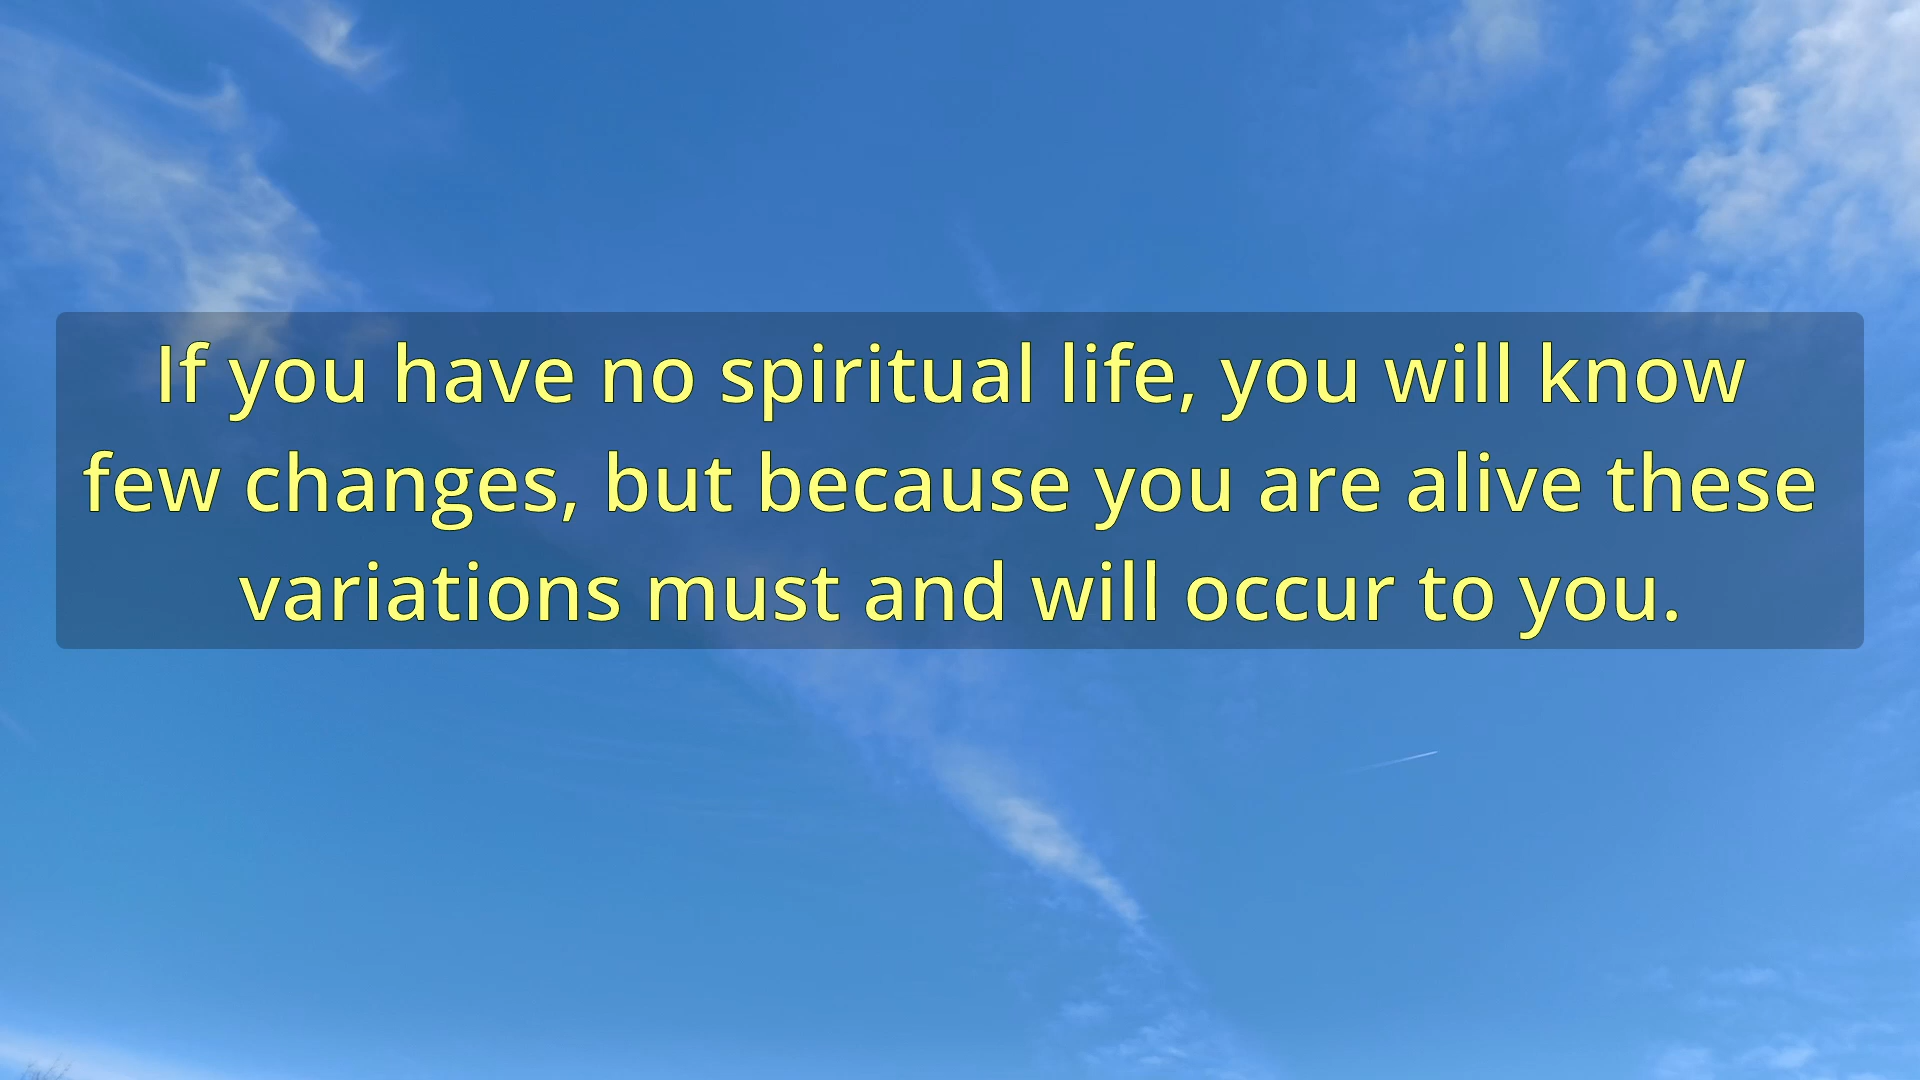 If you have no spiritual life, you will know
few changes, but because you are alive these
variations must and will occur to you.